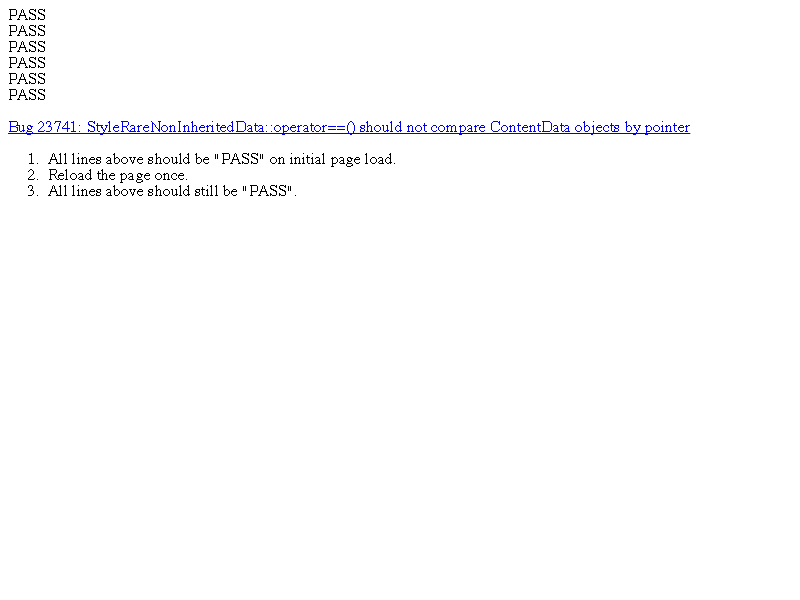 PASS
PASS
PASS
PASS
PASS
PASS
Bug 23741: StyleRareNonInheritedData::operator==() should not compare ContentData objects by pointer
1. All lines above should be "PASS" on initial page load.
2. Reload the page once.
3. All lines above should still be "PASS".